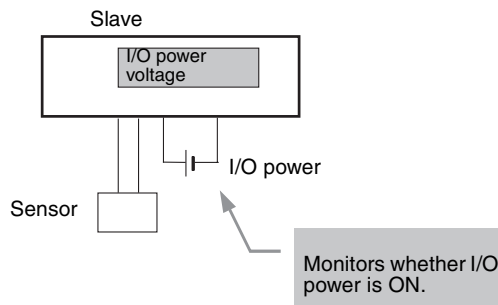 Slave
I/O power
voltage
I/O power
Sensor
Monitors whether I/O
power is ON.